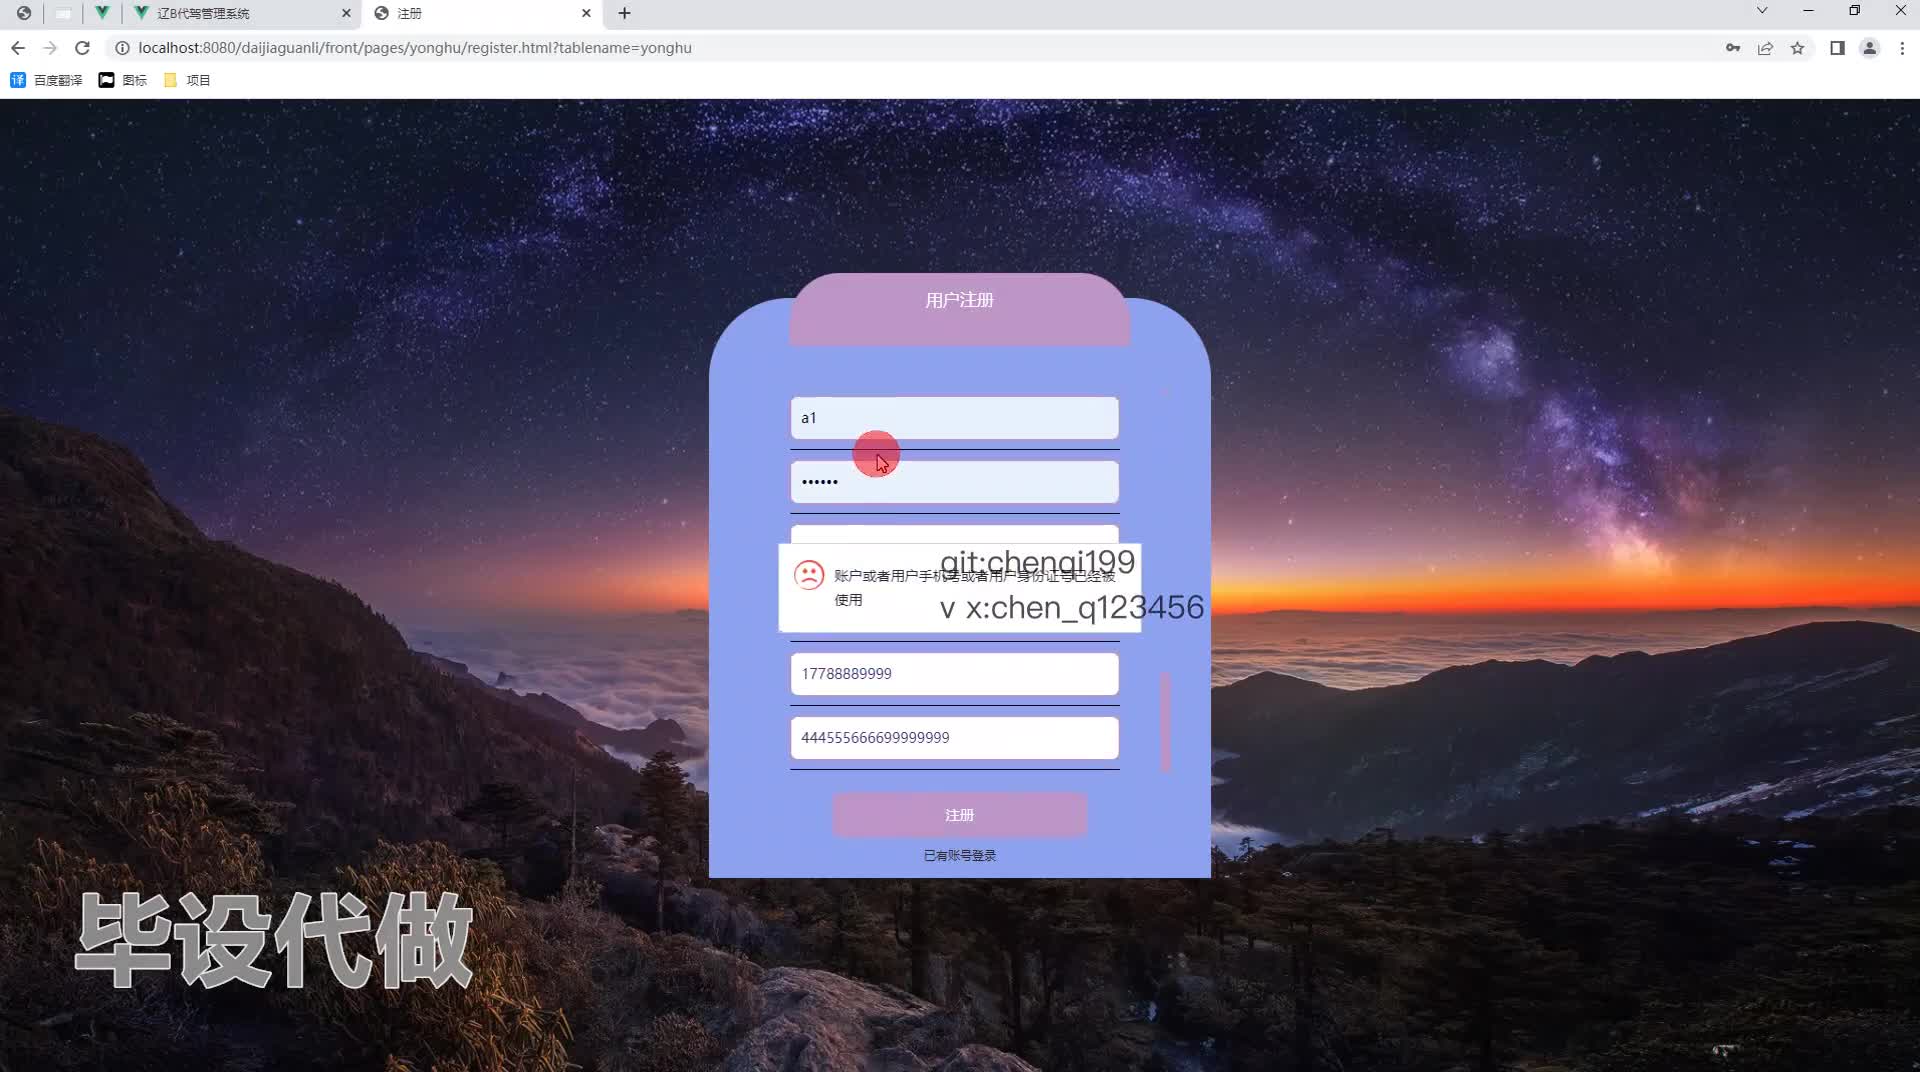 辽B代驾管理系统
注册
localhost:8080/daijiaguanli/front/pages/yonghu/register.html?tablename=yonghu
译 百度翻译
图标
项目
用户注册
a1
••••••
git:chenqi199
账户或者用户手机号或者用户身份证号已经被
使用
v x:chen_q123456
17788889999
444555666699999999
注册
已有账号登录
毕设代做